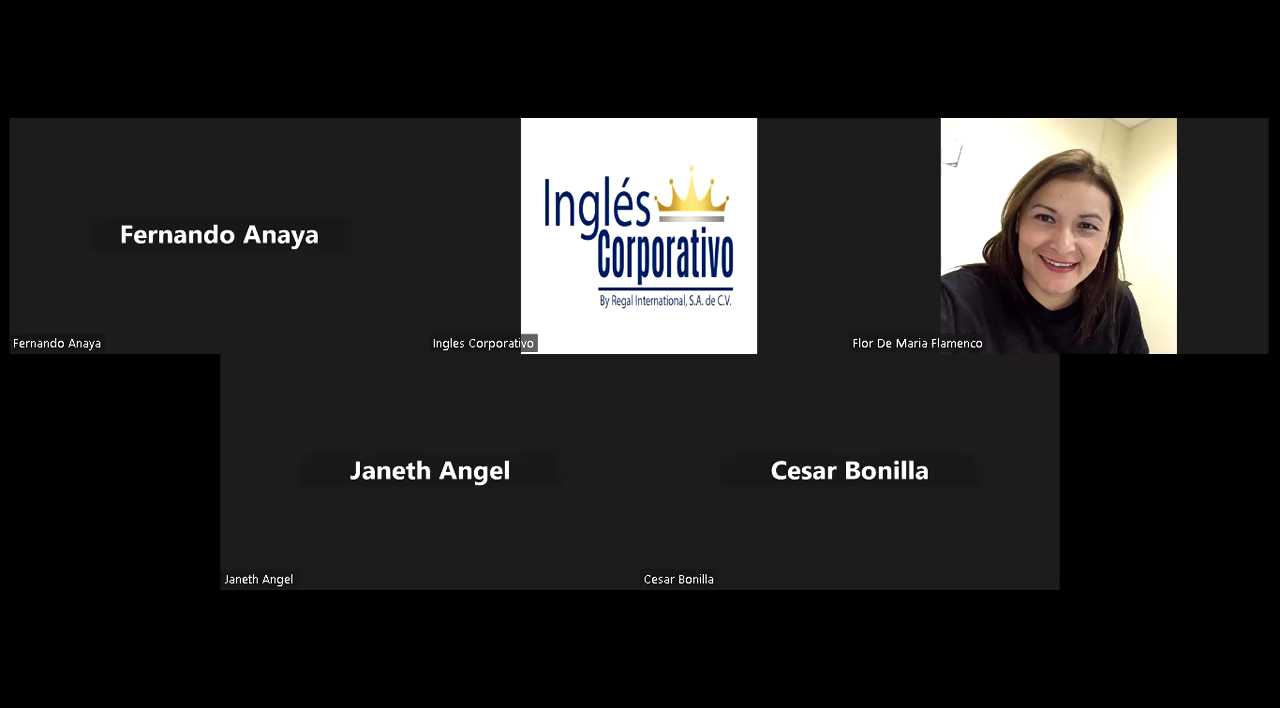 Fernando Anaya
Fernando Anaya
Inglés
Corporativo
By Regal International, S.A. de C.V.
Ingles Corporativo
Flor De Maria Flamenco
Janeth Angel
Janeth Angel
Cesar Bonilla
Cesar Bonilla